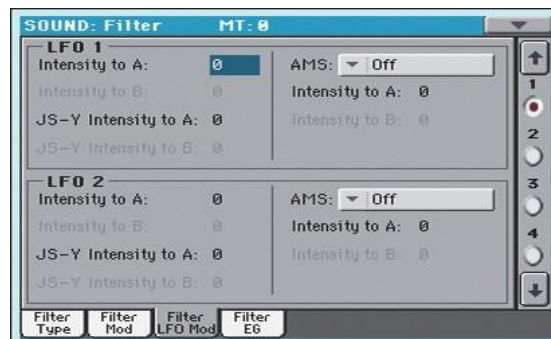 SOUND: Filter MT: 0
LFO 1
Intensity to A: 0 AMS: Off
Intensity to B: 0 Intensity to A: 0
JS-Y Intensity to A: 0 Intensity to B: 0
JS-Y Intensity to B: 0
LFO 2
Intensity to A: 0 AMS: Off
Intensity to B: 0 Intensity to A: 0
JS-Y Intensity to A: 0 Intensity to B: 0
JS-Y Intensity to B: 0
1
2
3
4
Filter Type Filter Mod Filter LFO Mod Filter EG